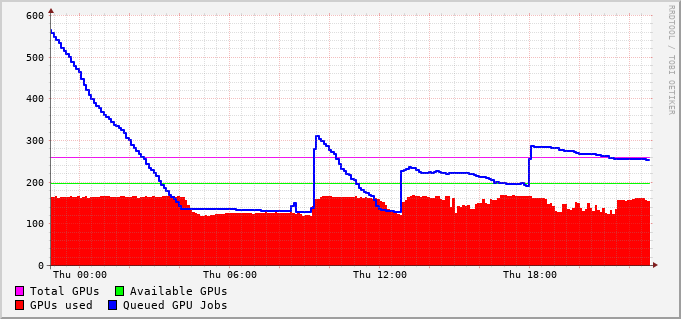 600
500
400
300
200
100
0
Thu 00:00 Thu 06:00 Thu 12:00 Thu 18:00
Total GPUs Available GPUs
GPUs used Queued GPU Jobs
RRDTOOL / TOBI OETIKER